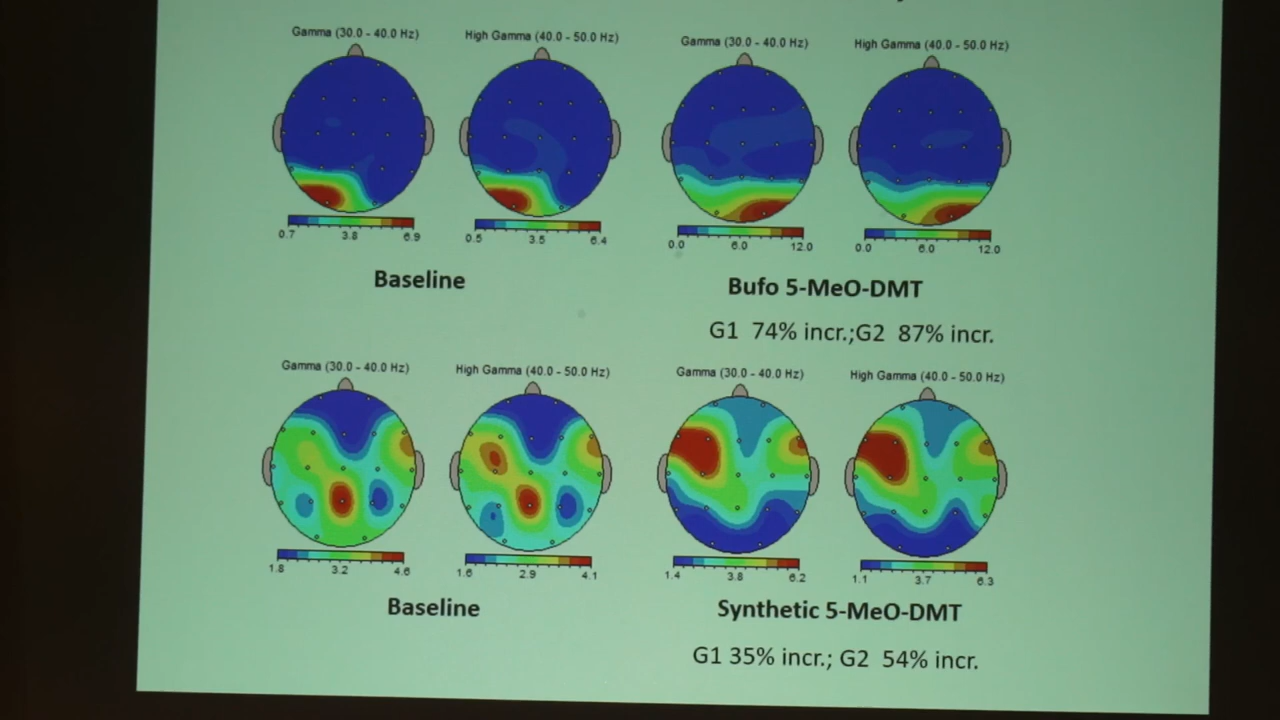 Gamma (30.0 - 40.0 Hz) High Gamma (40.0 - 50.0 Hz) Gamma (30.0 - 40.0 Hz) High Gamma (40.0 - 50.0 Hz)
0.7 3.8 6.9 0.5 3.5 6.4 0.0 6.0 12.0 0.0 6.0 12.0
Baseline Bufo 5-MeO-DMT
G1 74% incr.;G2 87% incr.
Gamma (30.0 - 40.0 Hz) High Gamma (40.0 - 50.0 Hz) Gamma (30.0 - 40.0 Hz) High Gamma (40.0 - 50.0 Hz)
1.8 3.2 4.6 1.6 2.9 4.1 1.4 3.8 6.2 1.1 3.7 6.3
Baseline Synthetic 5-MeO-DMT
G1 35% incr.; G2 54% incr.